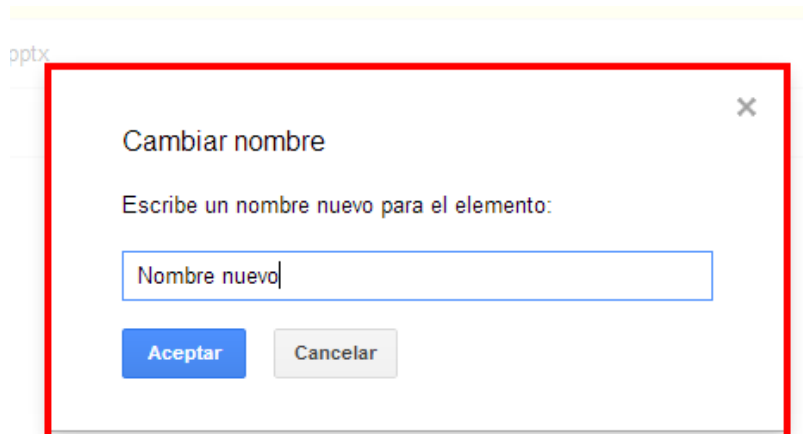 pptx
Cambiar nombre
Escribe un nombre nuevo para el elemento:
Nombre nuevo
Aceptar Cancelar